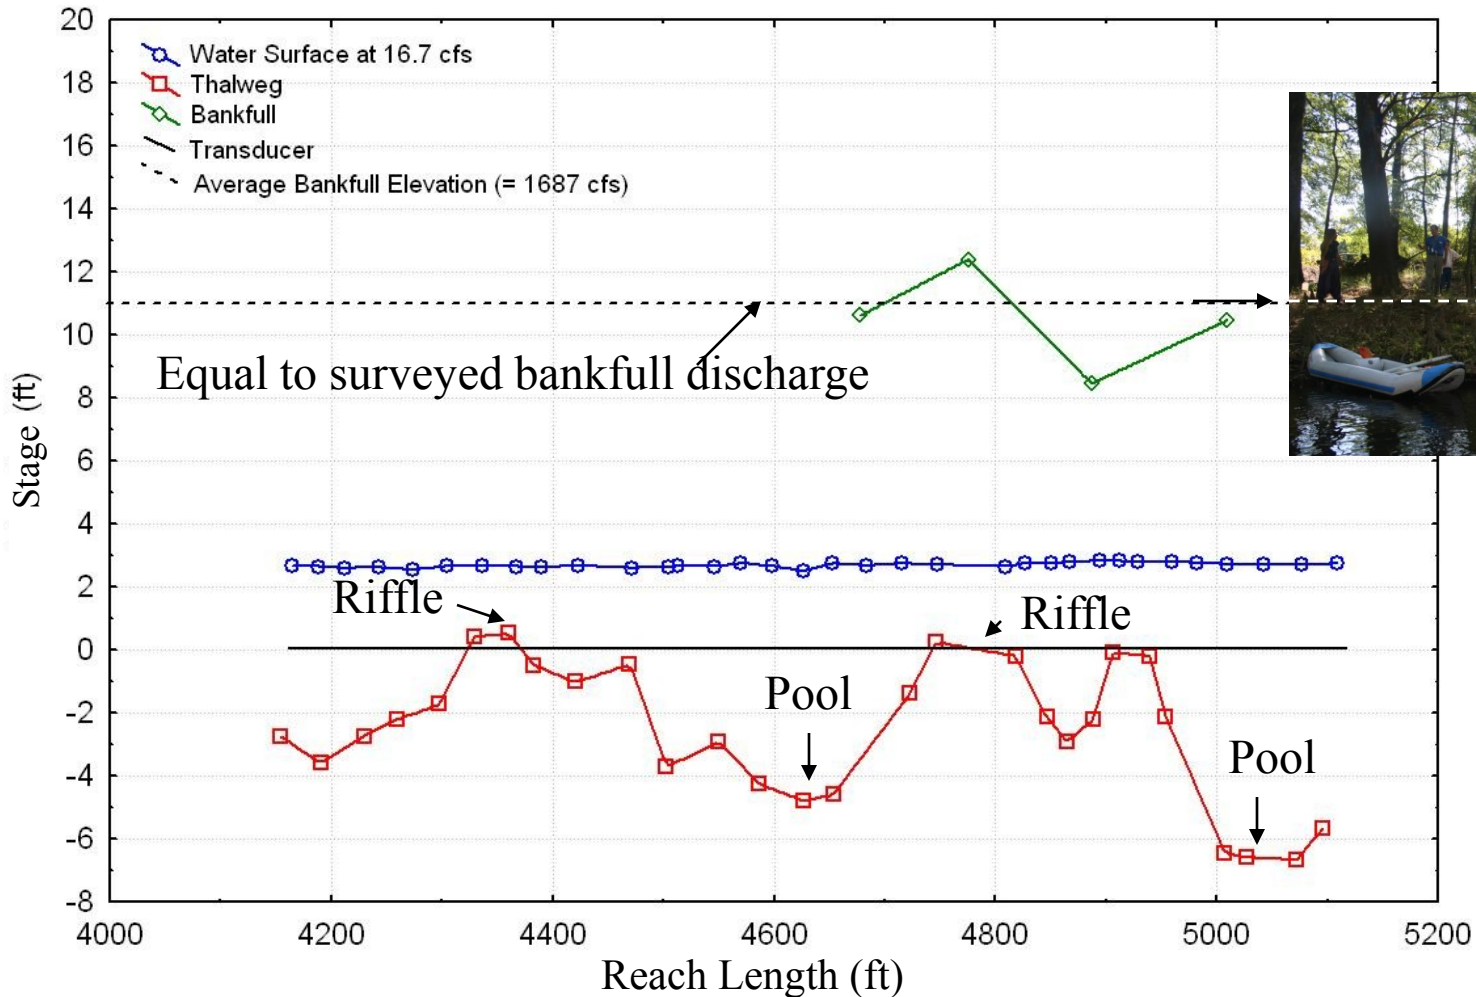 20
18
16
14
12
10
8
6
4
2
0
-2
-4
-6
-8
Stage (ft)
Water Surface at 16.7 cfs
Thalweg
Bankfull
Transducer
Average Bankfull Elevation (= 1687 cfs)
Equal to surveyed bankfull discharge
Riffle
Riffle
Pool
Pool
4000 4200 4400 4600 4800 5000 5200
Reach Length (ft)